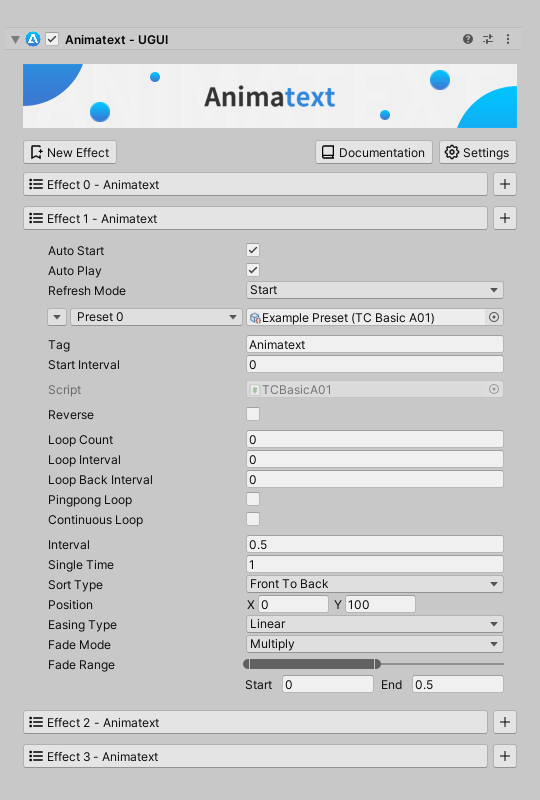 Animatext - UGUI
Animatext
New Effect Documentation Settings
Effect 0 - Animatext
Effect 1 - Animatext
Auto Start
Auto Play
Refresh Mode Start
Preset 0 Example Preset (TC Basic A01)
Tag Animatext
Start Interval 0
Script # TCBasicA01
Reverse
Loop Count 0
Loop Interval 0
Loop Back Interval 0
Pingpong Loop
Continuous Loop
Interval 0.5
Single Time 1
Sort Type Front To Back
Position X 0 Y 100
Easing Type Linear
Fade Mode Multiply
Fade Range
Start 0 End 0.5
Effect 2 - Animatext
Effect 3 - Animatext